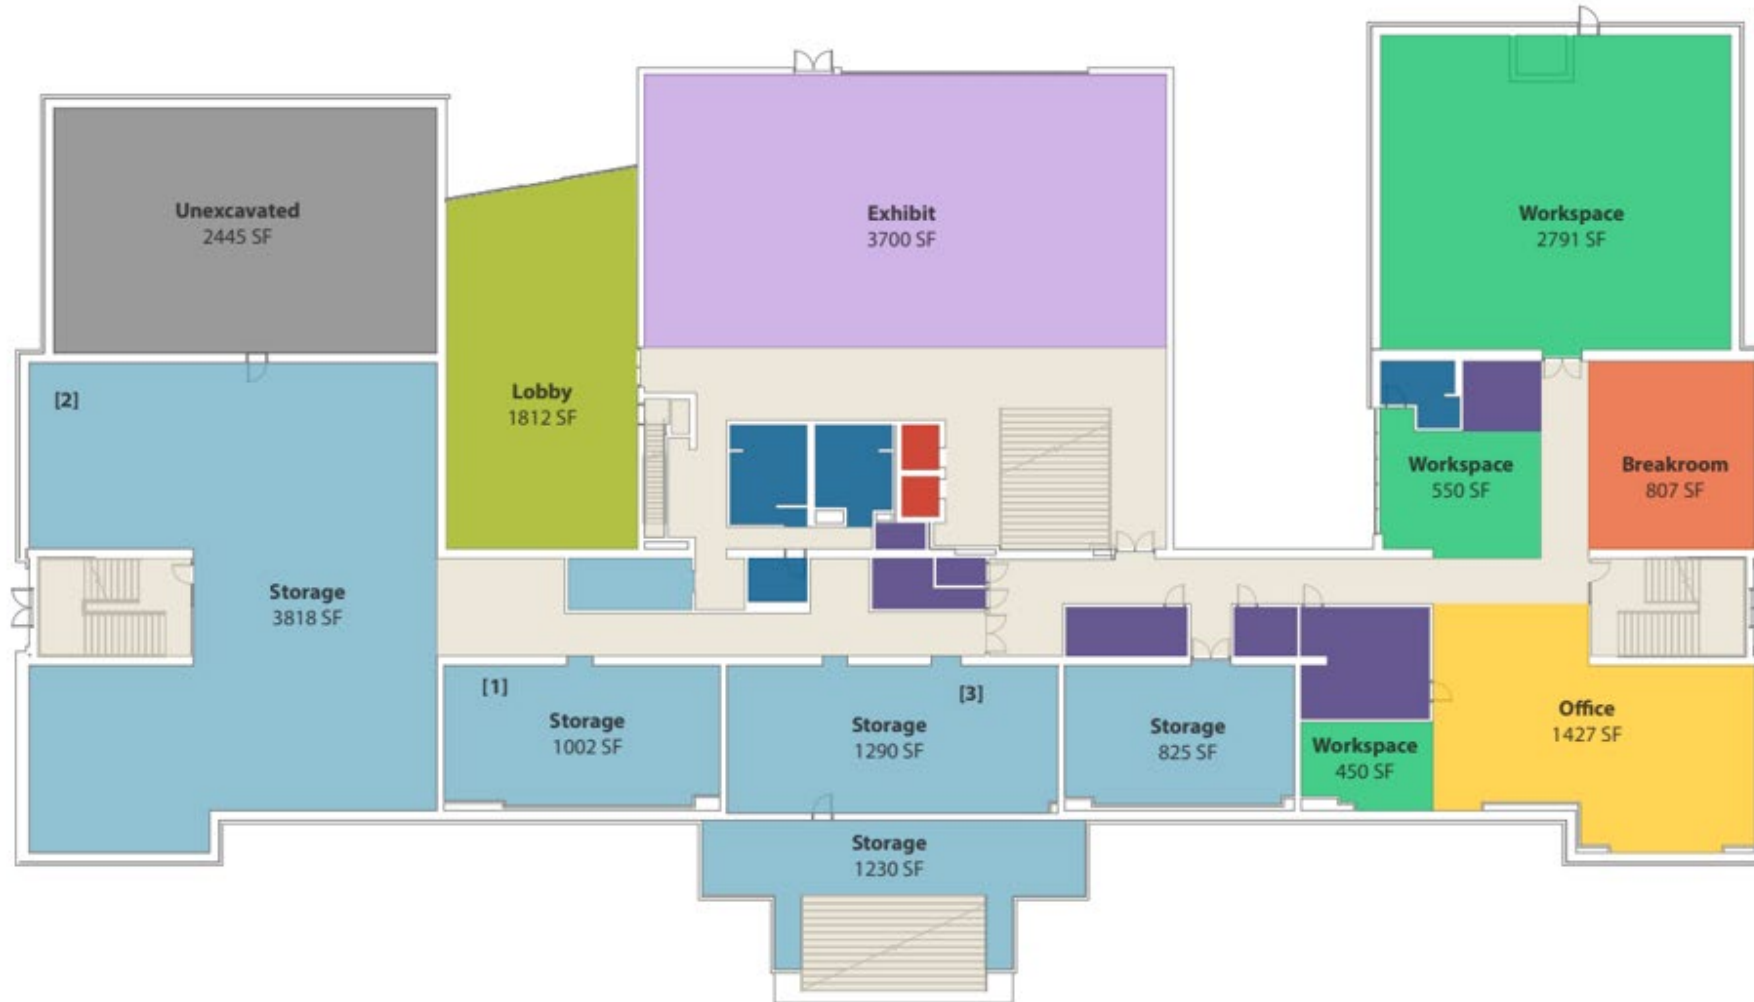 Unexcavated
2445 SF
Exhibit
3700 SF
Workspace
2791 SF
[2]
Lobby
1812 SF
Workspace
550 SF
Breakroom
807 SF
Storage
3818 SF
[1]
Storage
1002 SF
[3]
Storage
1290 SF
Storage
825 SF
Workspace
450 SF
Office
1427 SF
Storage
1230 SF